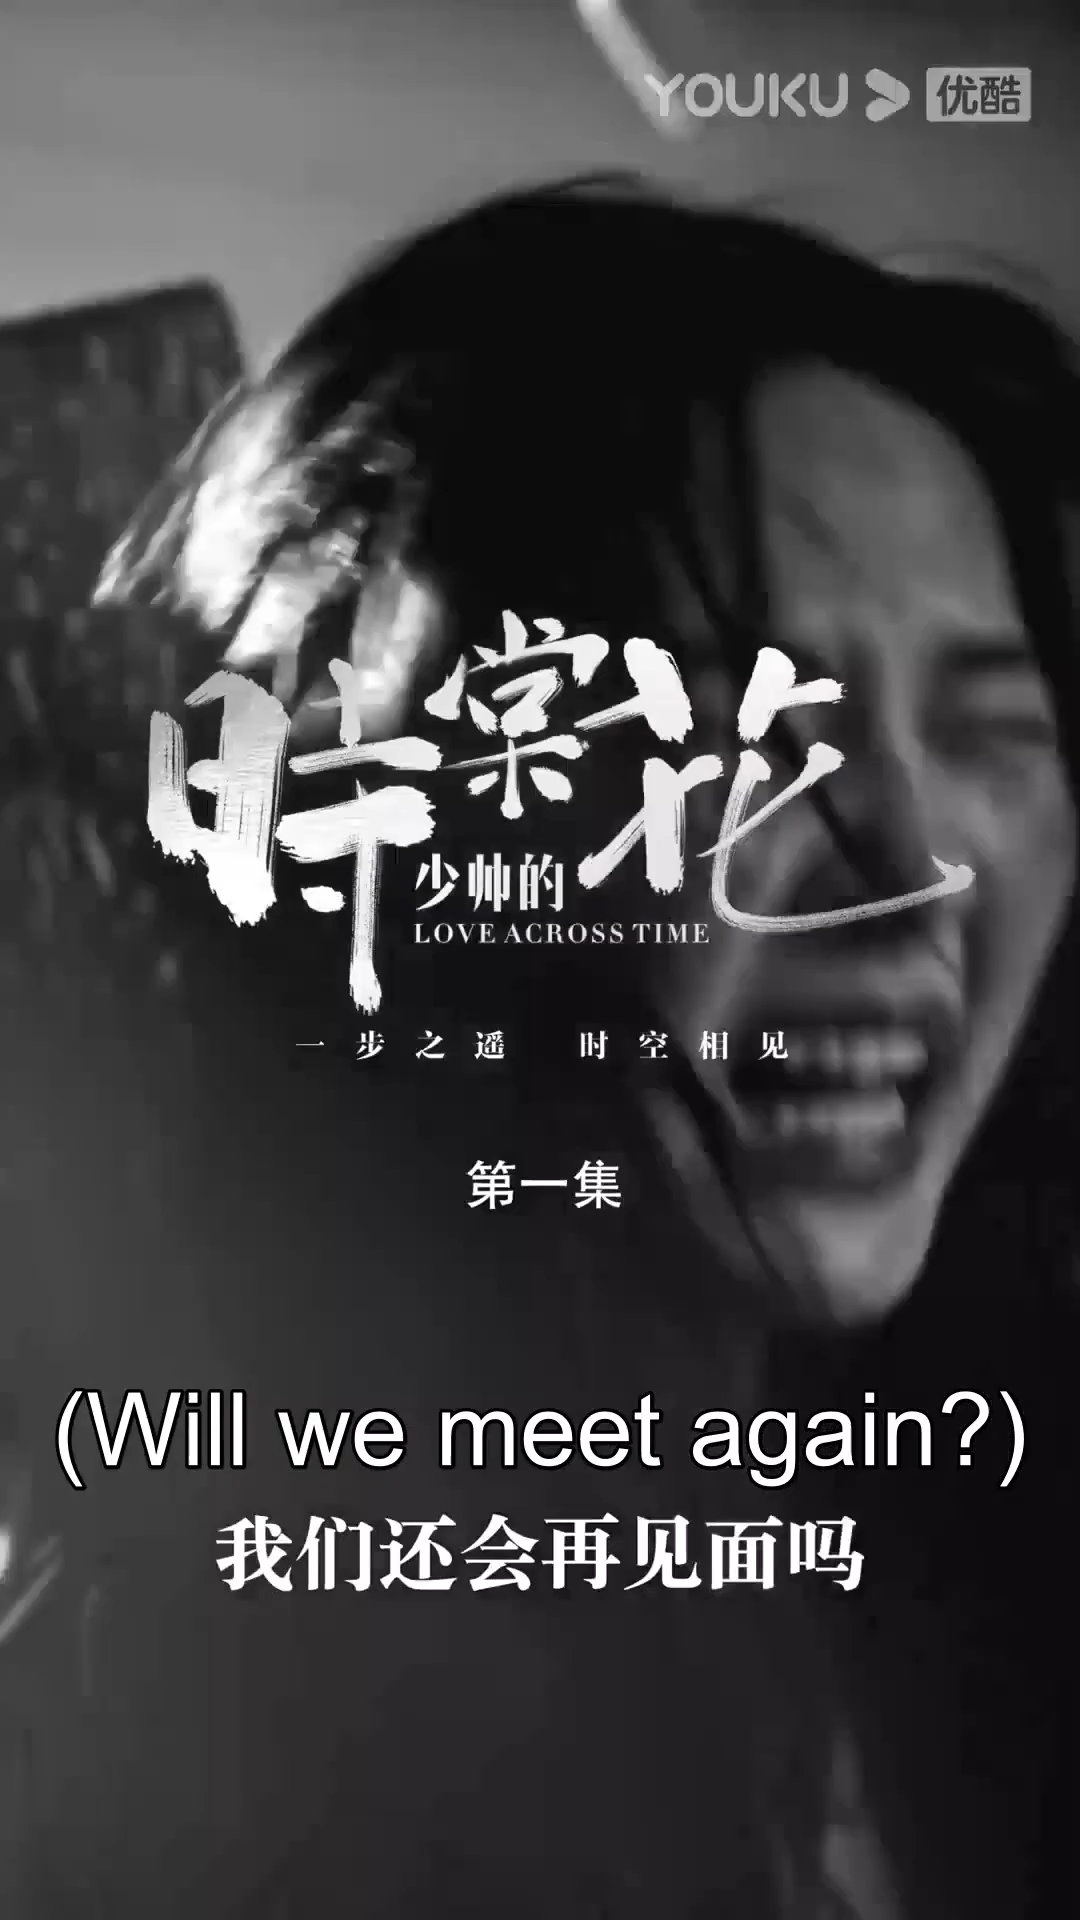 YOUKU 优酷
時棠花
少帅的
LOVE ACROSS TIME
一步之遥 时空相见
第一集
(Will we meet again?)
我们还会再见面吗